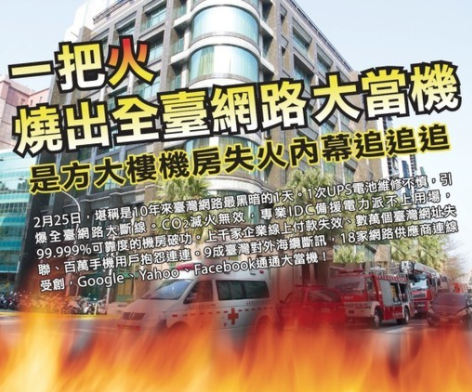 一把火
燒出全臺網路大當機
是方大樓機房失火內幕追追追
2月25日，堪稱是10年來臺灣網路最黑暗的1天。1次UPS電池維修不慎，引
爆全臺網路大斷線。CO₂滅火無效，專業IDC備援電力派不上用場，
99.999%可靠度的機房破功。上千家企業線上付款失效、數萬個臺灣網址失
聯、百萬手機用戶抱怨連連。9成臺灣對外海纜斷訊，18家網路供應商連線
受創，Google、Yahoo、Facebook通通大當機！